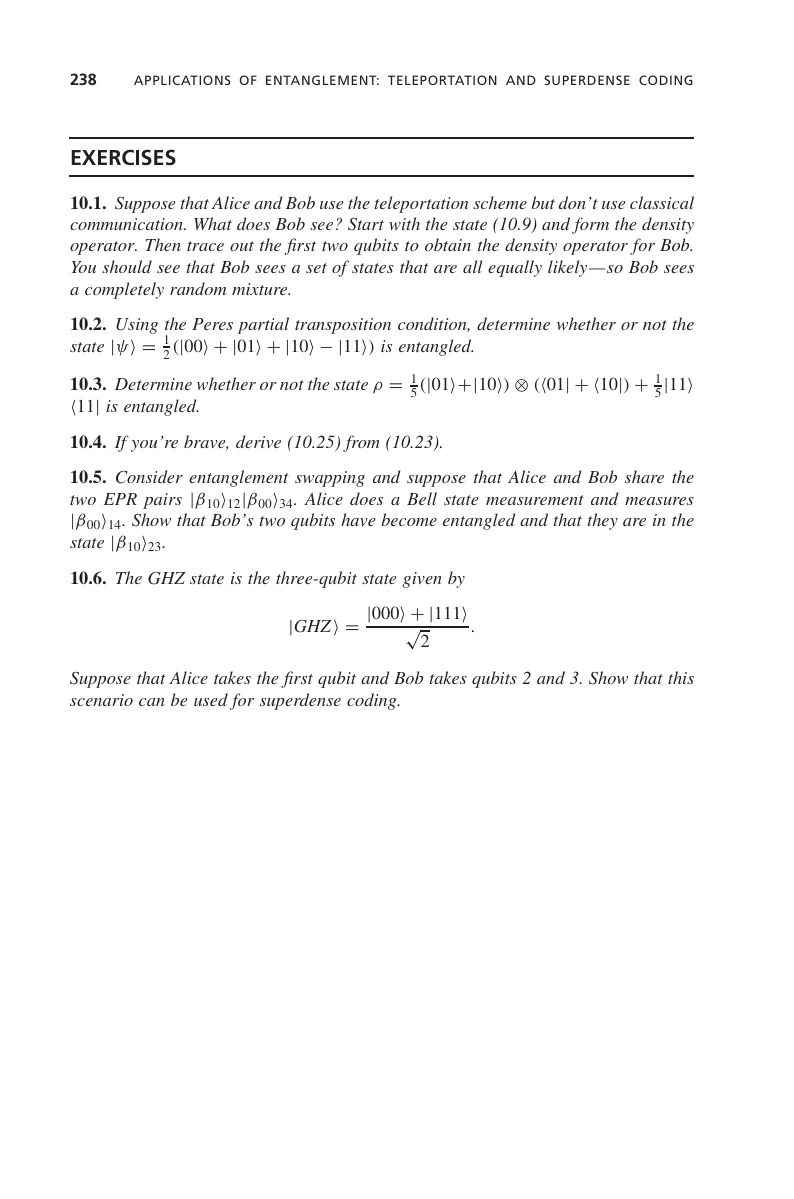 238 APPLICATIONS OF ENTANGLEMENT: TELEPORTATION AND SUPERDENSE CODING
EXERCISES
10.1. Suppose that Alice and Bob use the teleportation scheme but don’t use classical
communication. What does Bob see? Start with the state (10.9) and form the density
operator. Then trace out the first two qubits to obtain the density operator for Bob.
You should see that Bob sees a set of states that are all equally likely—so Bob sees
a completely random mixture.
10.2. Using the Peres partial transposition condition, determine whether or not the
state |ψ⟩ = ½(|00⟩ + |01⟩ + |10⟩ − |11⟩) is entangled.
10.3. Determine whether or not the state ρ = 1/5(|01⟩+|10⟩) ⊗ (⟨01| + ⟨10|) + 1/5|11⟩
⟨11| is entangled.
10.4. If you’re brave, derive (10.25) from (10.23).
10.5. Consider entanglement swapping and suppose that Alice and Bob share the
two EPR pairs |β₁₀⟩₁₂|β₀₀⟩₃₄. Alice does a Bell state measurement and measures
|β₀₀⟩₁₄. Show that Bob’s two qubits have become entangled and that they are in the
state |β₁₀⟩₂₃.
10.6. The GHZ state is the three-qubit state given by
|GHZ⟩ = (|000⟩ + |111⟩)/√2.
Suppose that Alice takes the first qubit and Bob takes qubits 2 and 3. Show that this
scenario can be used for superdense coding.